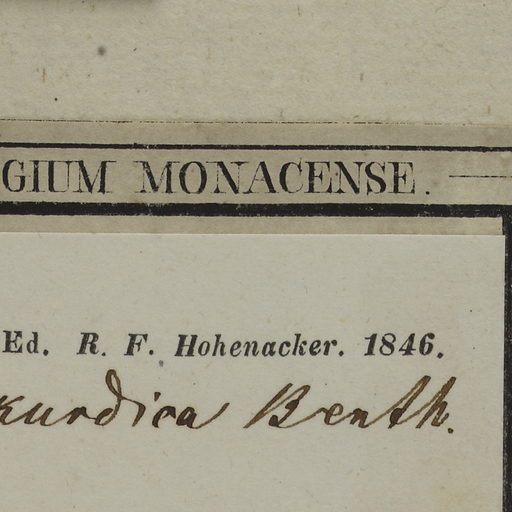 GIUM MONACENSE.
Ed. R. F. Hohenacker. 1846.
kurdica Benth.